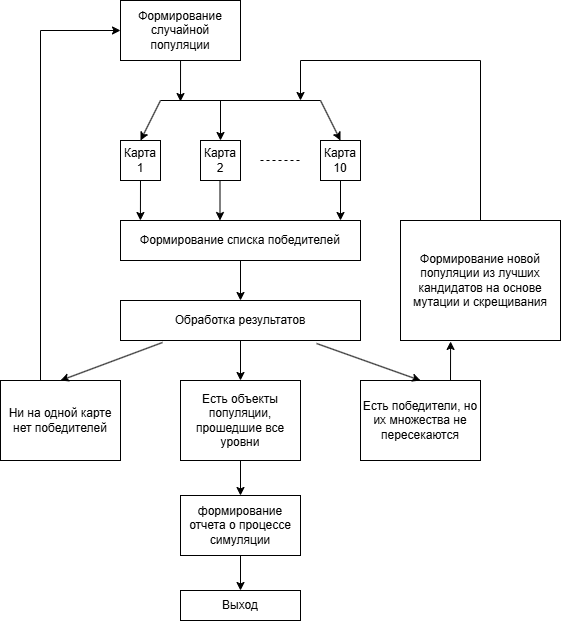 Формирование
случайной
популяции
Карта
1
Карта
2
Карта
10
Формирование списка победителей
Формирование новой
популяции из лучших
кандидатов на основе
мутации и скрещивания
Обработка результатов
Ни на одной карте
нет победителей
Есть объекты
популяции,
прошедшие все
уровни
Есть победители, но
их множества не
пересекаются
формирование
отчета о процессе
симуляции
Выход